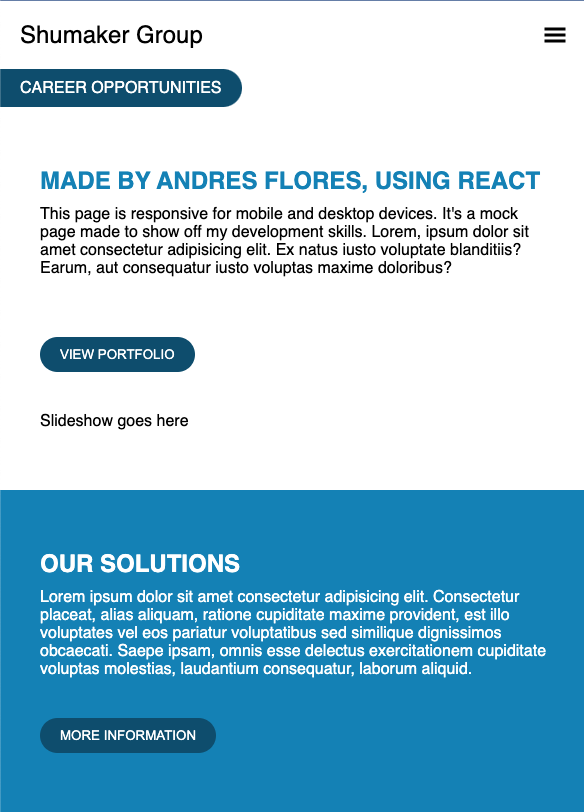 Shumaker Group
CAREER OPPORTUNITIES
MADE BY ANDRES FLORES, USING REACT
This page is responsive for mobile and desktop devices. It's a mock
page made to show off my development skills. Lorem, ipsum dolor sit
amet consectetur adipisicing elit. Ex natus iusto voluptate blanditiis?
Earum, aut consequatur iusto voluptas maxime doloribus?
VIEW PORTFOLIO
Slideshow goes here
OUR SOLUTIONS
Lorem ipsum dolor sit amet consectetur adipisicing elit. Consectetur
placeat, alias aliquam, ratione cupiditate maxime provident, est illo
voluptates vel eos pariatur voluptatibus sed similique dignissimos
obcaecati. Saepe ipsam, omnis esse delectus exercitationem cupiditate
voluptas molestias, laudantium consequatur, laborum aliquid.
MORE INFORMATION